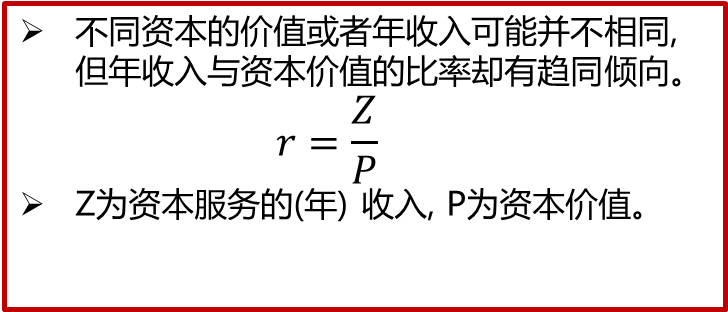 ➢ 不同资本的价值或者年收入可能并不相同,
但年收入与资本价值的比率却有趋同倾向。
r = Z/P
➢ Z为资本服务的(年) 收入, P为资本价值。